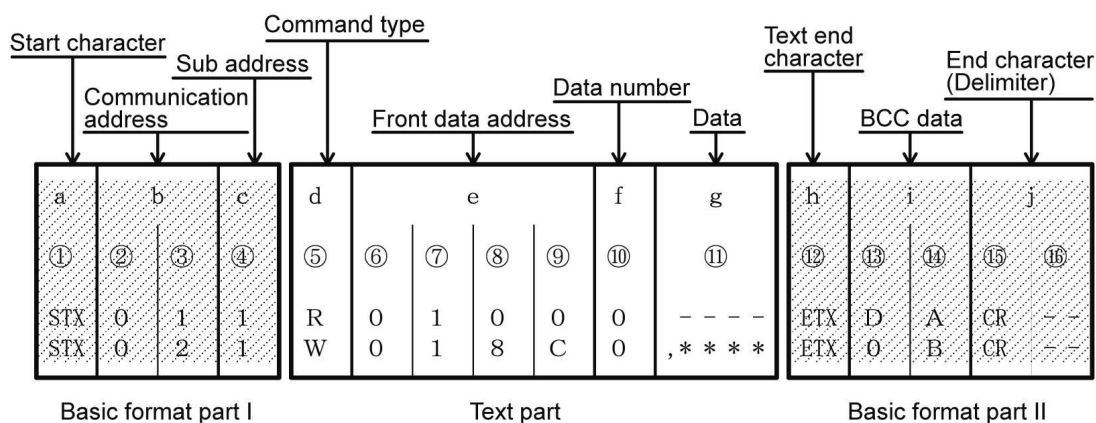 Command type
Start character
Sub address
Communication address
Data number
Front data address
Data
Text end character
End character (Delimiter)
BCC data
a b c d e f g h i j
① ② ③ ④ ⑤ ⑥ ⑦ ⑧ ⑨ ⑩ ⑪ ⑫ ⑬ ⑭ ⑮ ⑯
STX 0 1 1 R 0 1 0 0 0 ---- ETX D A CR --
STX 0 2 1 W 0 1 8 C 0 ,**** ETX 0 B CR --
Basic format part I Text part Basic format part II